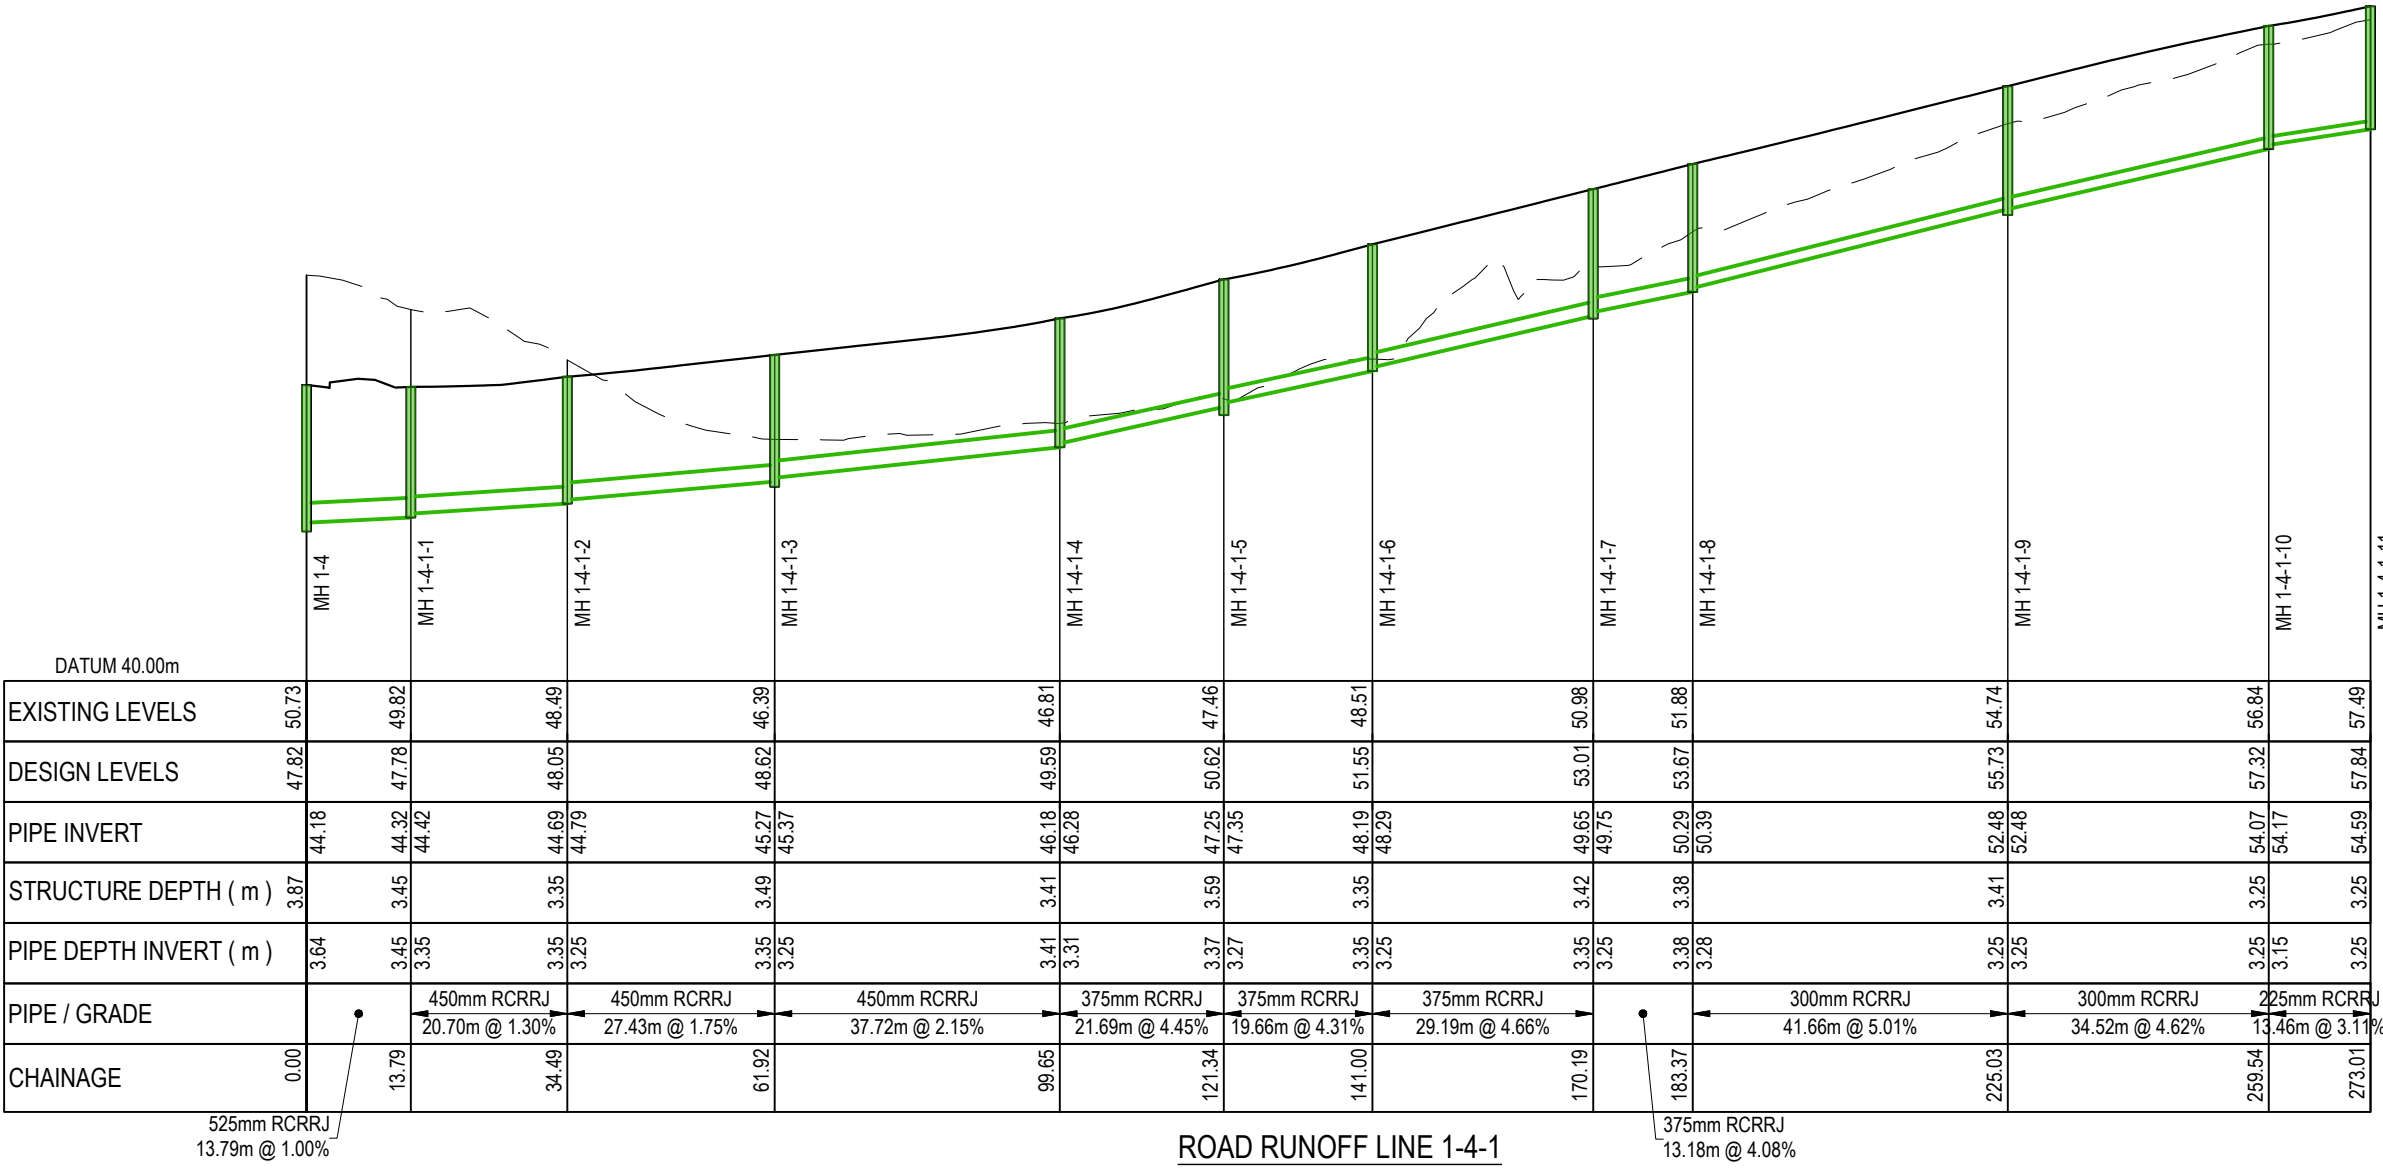 MH 1-4
MH 1-4-1-1
MH 1-4-1-2
MH 1-4-1-3
MH 1-4-1-4
MH 1-4-1-5
MH 1-4-1-6
MH 1-4-1-7
MH 1-4-1-8
MH 1-4-1-9
MH 1-4-1-10
DATUM 40.00m
EXISTING LEVELS 50.73 49.82 48.49 46.39 46.81 47.46 48.51 50.98 51.88 54.74 56.84 57.49
DESIGN LEVELS 47.82 47.78 48.05 48.62 49.59 50.62 51.55 53.01 53.67 55.73 57.32 57.84
PIPE INVERT 44.18 44.32 44.42 44.69 44.79 45.27 45.37 46.18 46.28 47.25 47.35 48.19 48.29 49.65 49.75 50.29 50.39 52.48 52.48 54.07 54.17 54.59
STRUCTURE DEPTH ( m ) 3.87 3.45 3.35 3.49 3.41 3.59 3.35 3.42 3.38 3.41 3.25 3.25
PIPE DEPTH INVERT ( m ) 3.64 3.45 3.35 3.35 3.25 3.35 3.25 3.41 3.31 3.37 3.27 3.35 3.25 3.35 3.25 3.38 3.28 3.25 3.25 3.25 3.15 3.25
PIPE / GRADE
450mm RCRRJ
20.70m @ 1.30%
450mm RCRRJ
27.43m @ 1.75%
450mm RCRRJ
37.72m @ 2.15%
375mm RCRRJ
21.69m @ 4.45%
375mm RCRRJ
19.66m @ 4.31%
375mm RCRRJ
29.19m @ 4.66%
300mm RCRRJ
41.66m @ 5.01%
300mm RCRRJ
34.52m @ 4.62%
225mm RCRRJ
13.46m @ 3.11%
CHAINAGE 0.00 13.79 34.49 61.92 99.65 121.34 141.00 170.19 183.37 225.03 259.54 273.01
525mm RCRRJ
13.79m @ 1.00%
375mm RCRRJ
13.18m @ 4.08%
ROAD RUNOFF LINE 1-4-1